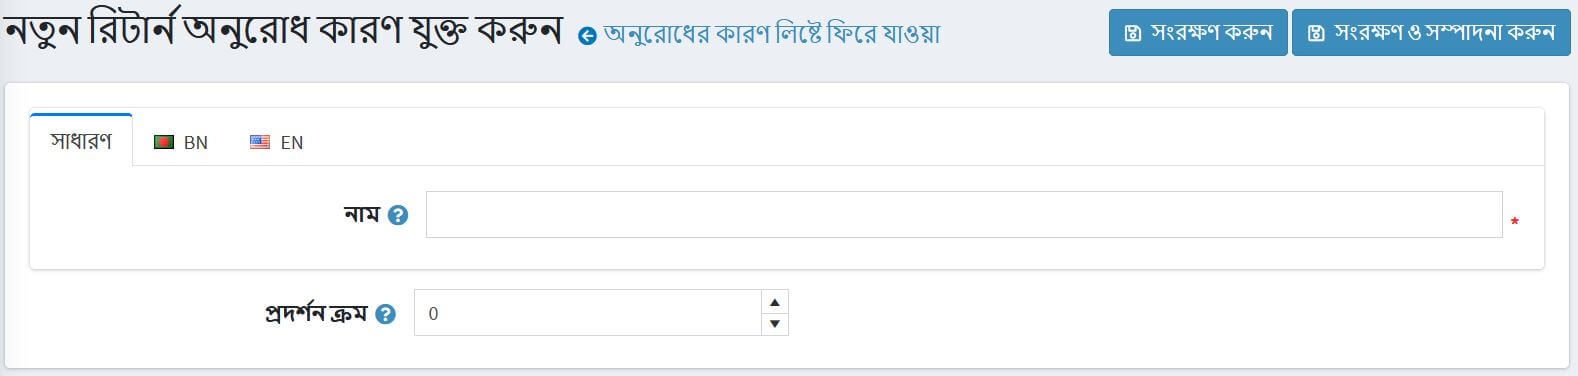 নতুন রিটার্ন অনুরোধ কারণ যুক্ত করুন অনুরোধের কারণ লিষ্টে ফিরে যাওয়া সংরক্ষণ করুন সংরক্ষণ ও সম্পাদনা করুন
সাধারণ BN EN
নাম *
প্রদর্শন ক্রম 0